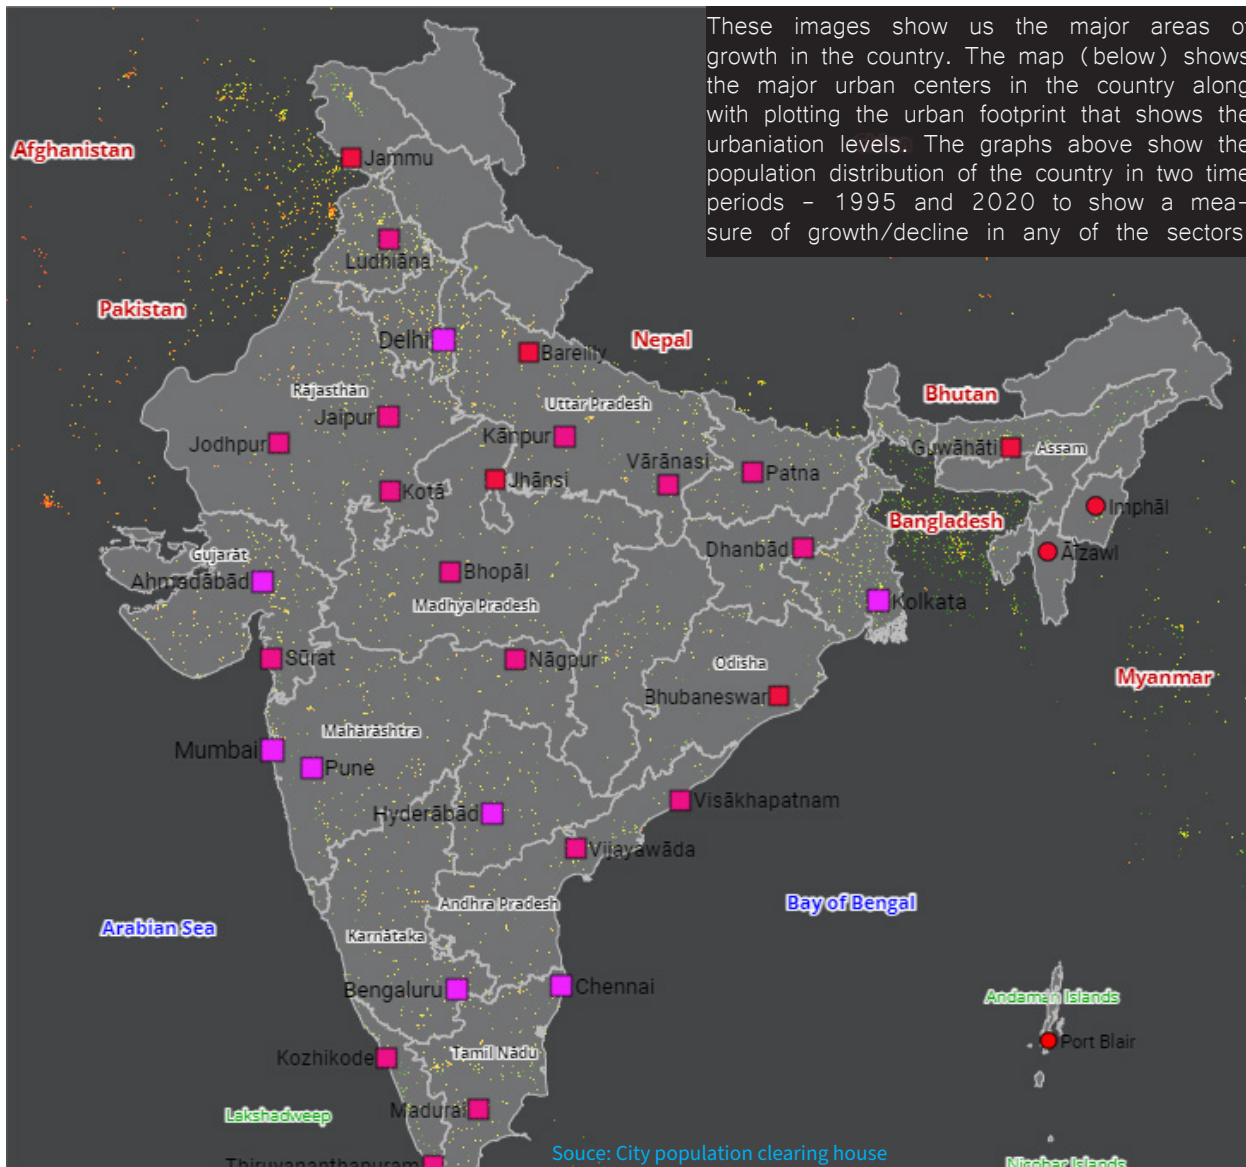 These images show us the major areas of
growth in the country. The map (below) shows
the major urban centers in the country along
with plotting the urban footprint that shows the
urbaniation levels. The graphs above show the
population distribution of the country in two time
periods – 1995 and 2020 to show a mea-
sure of growth/decline in any of the sectors
Afghanistan
Jammu
Ludhiāna
Pakistan
Delhi
Bareilly
Nepal
Rājasthān
Uttar Pradesh
Bhutan
Jaipur
Jodhpur
Kānpur
Guwāhāti
Assam
Vārānasi
Patna
Kotā
Jhānsi
Imphāl
Bangladesh
Dhanbād
Āīzawl
Gujarāt
Ahmadābād
Bhopāl
Madhya Pradesh
Kolkata
Sūrat
Nāgpur
Odisha
Myanmar
Bhubaneswar
Mahārāshtra
Mumbai
Pune
Hyderābād
Visākhapatnam
Vijayawāda
Andhra Pradesh
Bay of Bengal
Arabian Sea
Karnātaka
Bengaluru
Chennai
Andaman Islands
Kozhikode
Tamil Nādu
Port Blair
Lakshadweep
Madurai
Souce: City population clearing house
Thiruvananthapuram
Nicobar Islands